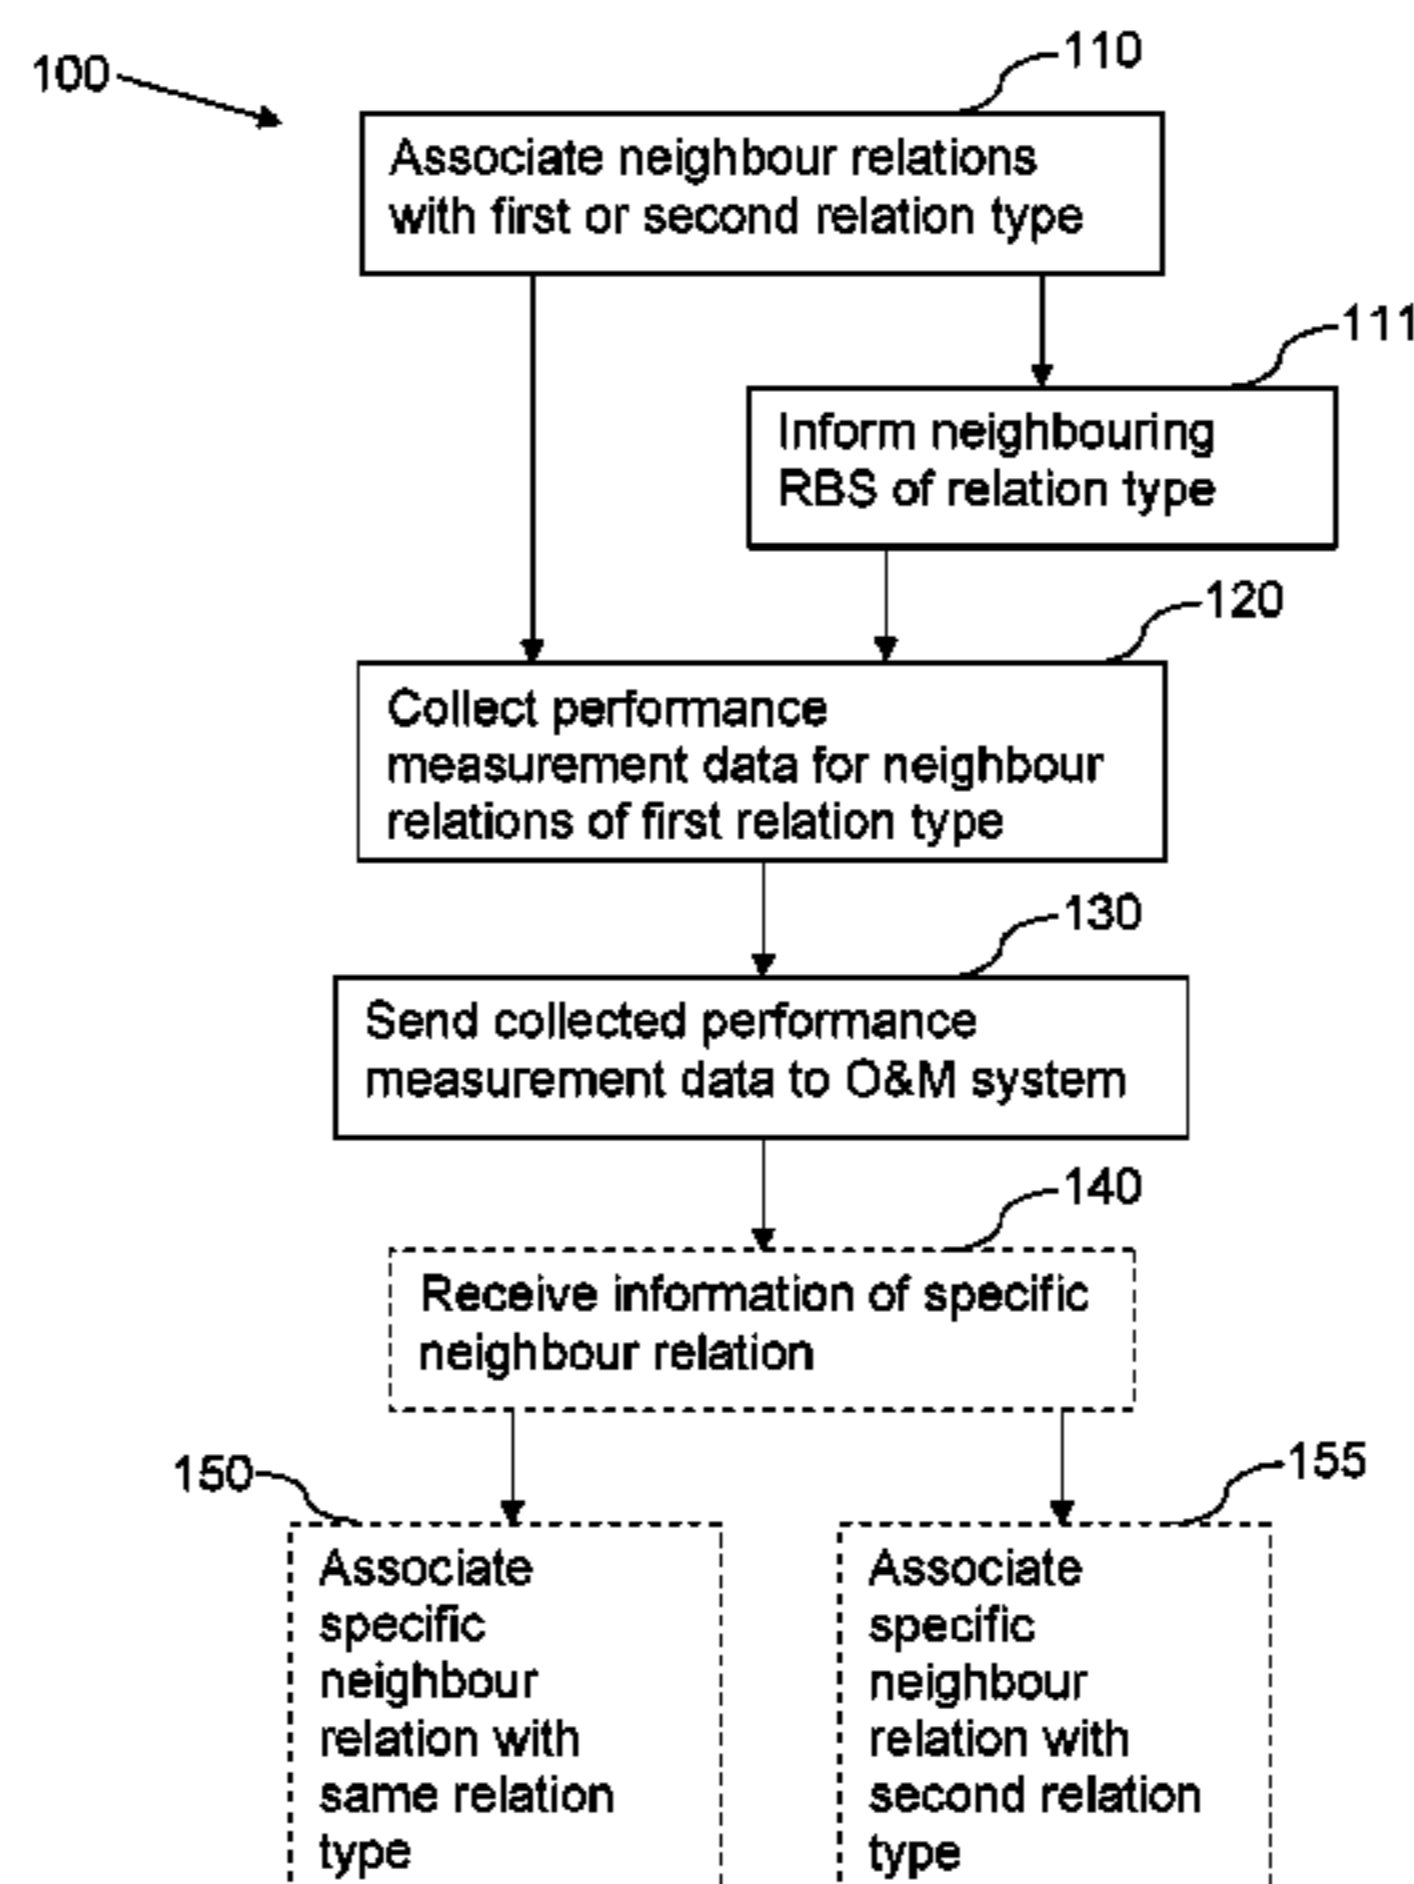 100
110
Associate neighbour relations
with first or second relation type
111
Inform neighbouring
RBS of relation type
120
Collect performance
measurement data for neighbour
relations of first relation type
130
Send collected performance
measurement data to O&M system
140
Receive information of specific
neighbour relation
150
Associate
specific
neighbour
relation with
same relation
type
155
Associate
specific
neighbour
relation with
second relation
type